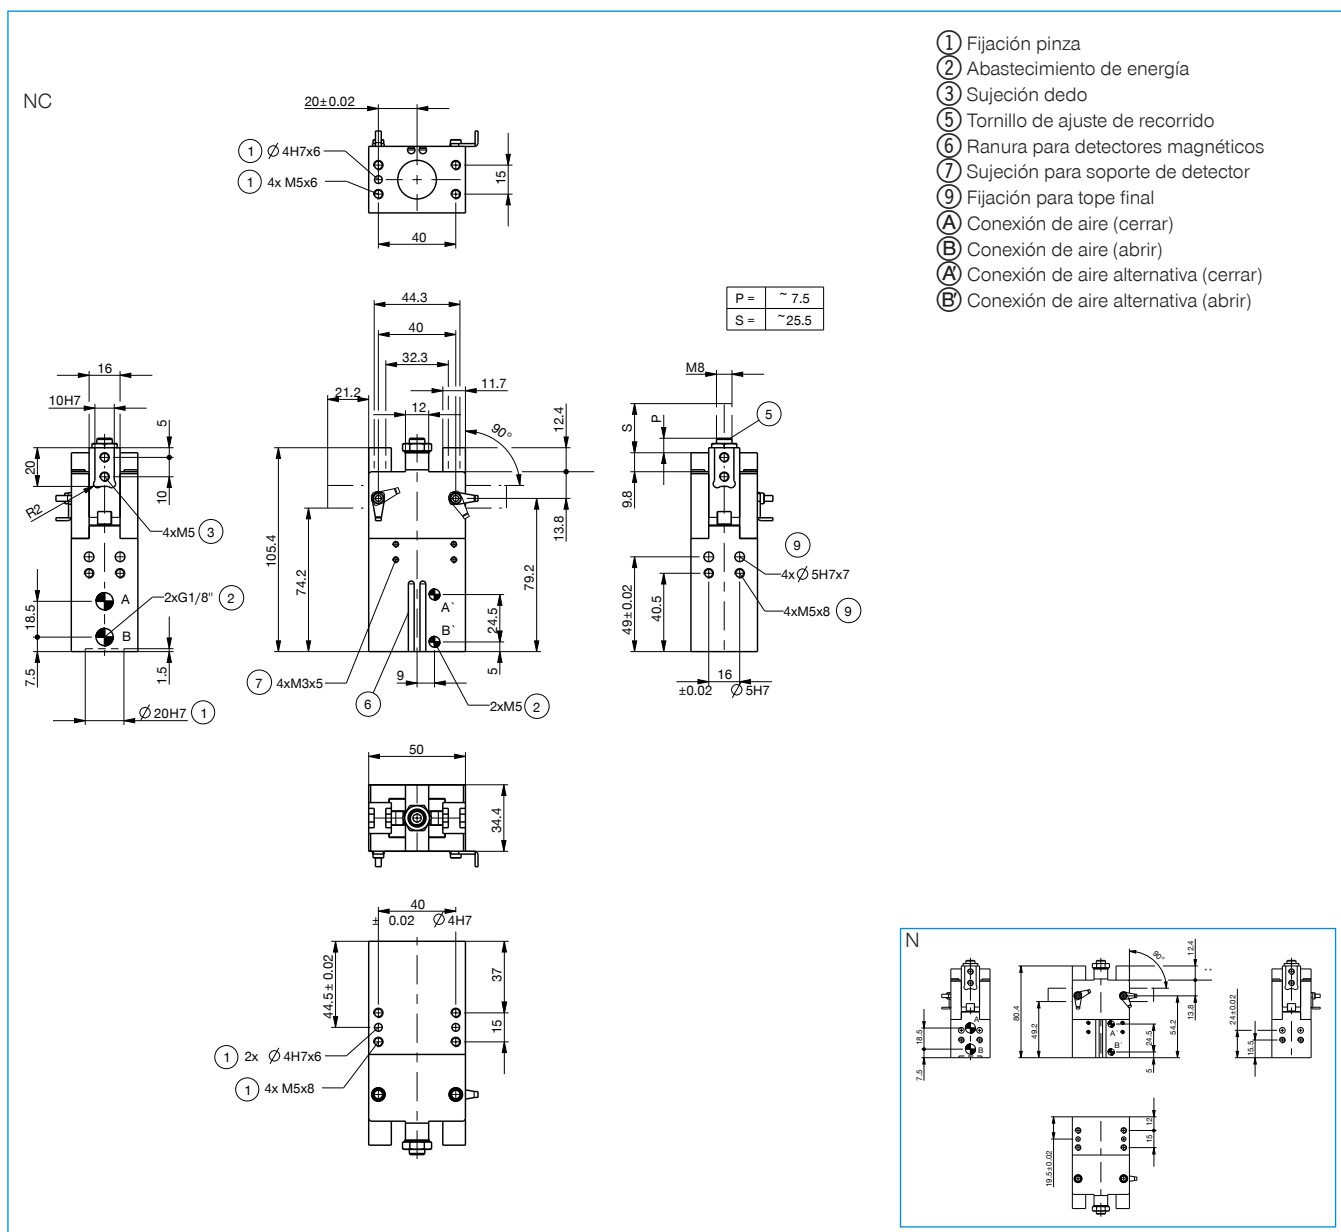 NC
① Fijación pinza
② Abastecimiento de energía
③ Sujeción dedo
⑤ Tornillo de ajuste de recorrido
⑥ Ranura para detectores magnéticos
⑦ Sujeción para soporte de detector
⑨ Fijación para tope final
A Conexión de aire (cerrar)
B Conexión de aire (abrir)
A' Conexión de aire alternativa (cerrar)
B' Conexión de aire alternativa (abrir)
20±0.02
1 Ø 4H7x6
1 4x M5x6
15
40
P = ~ 7.5
S = ~25.5
16
10H7
5
20
10
R2
4xM5 3
A
2xG1/8" 2
B
18.5
7.5
1.5
Ø 20H7 1
44.3
40
32.3
21.2
11.7
12
12.4
90°
13.8
105.4
74.2
79.2
A`
B`
24.5
5
9
7 4xM3x5
6
2xM5 2
M8
S
P
5
9.8
9
4x Ø 5H7x7
4xM5x8 9
49±0.02
40.5
16
±0.02 Ø 5H7
50
34.4
40
± 0.02 Ø 4H7
44.5±0.02
37
15
1 2x Ø 4H7x6
1 4x M5x8
N
18.5
7.5
A
B
80.4
49.2
90°
12.4
13.8
54.2
A`
B`
24.5
5
24±0.02
15.5
19.5±0.02
12
15